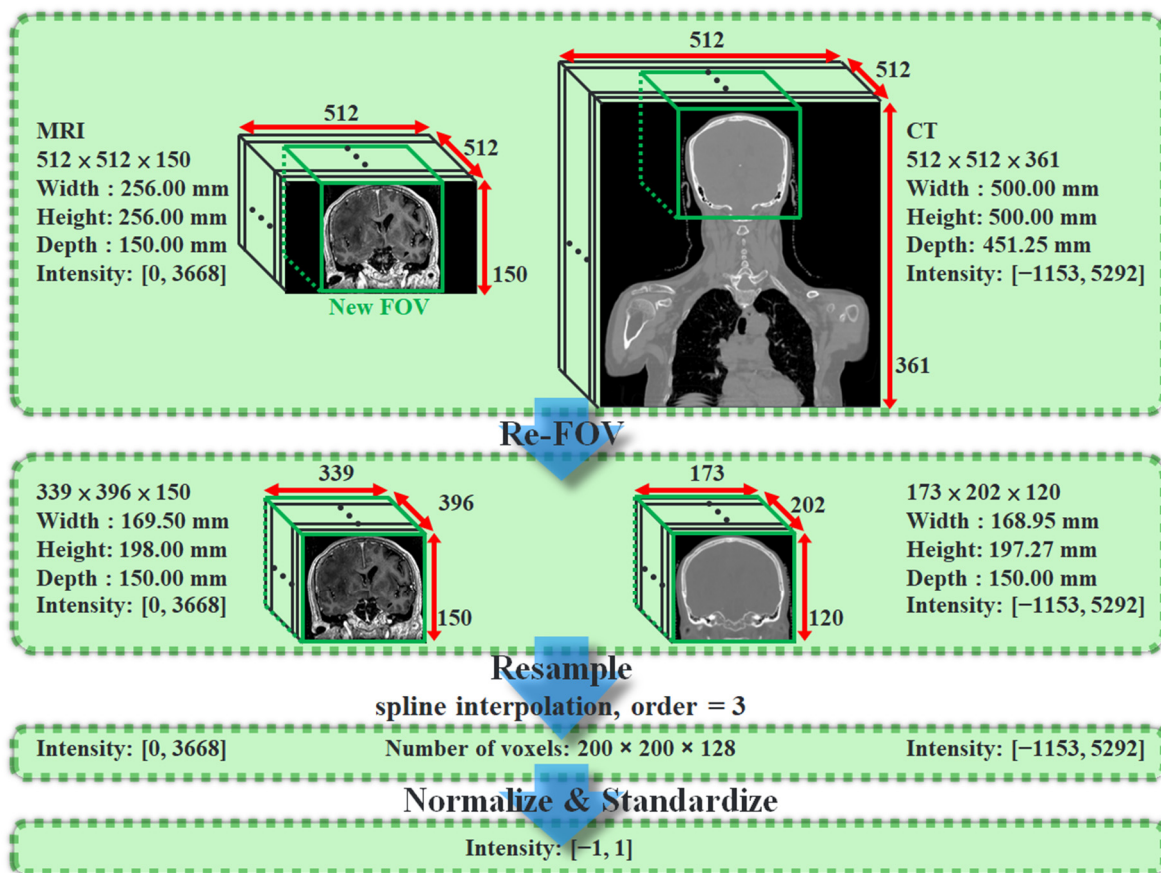 512
512
150
MRI
512 × 512 × 150
Width : 256.00 mm
Height: 256.00 mm
Depth : 150.00 mm
Intensity: [0, 3668]
New FOV
512
512
361
CT
512 × 512 × 361
Width : 500.00 mm
Height: 500.00 mm
Depth: 451.25 mm
Intensity: [−1153, 5292]
Re-FOV
339 × 396 × 150
Width : 169.50 mm
Height: 198.00 mm
Depth : 150.00 mm
Intensity: [0, 3668]
339
396
150
173
202
120
173 × 202 × 120
Width : 168.95 mm
Height: 197.27 mm
Depth : 150.00 mm
Intensity: [−1153, 5292]
Resample
spline interpolation, order = 3
Intensity: [0, 3668]
Number of voxels: 200 × 200 × 128
Intensity: [−1153, 5292]
Normalize & Standardize
Intensity: [−1, 1]